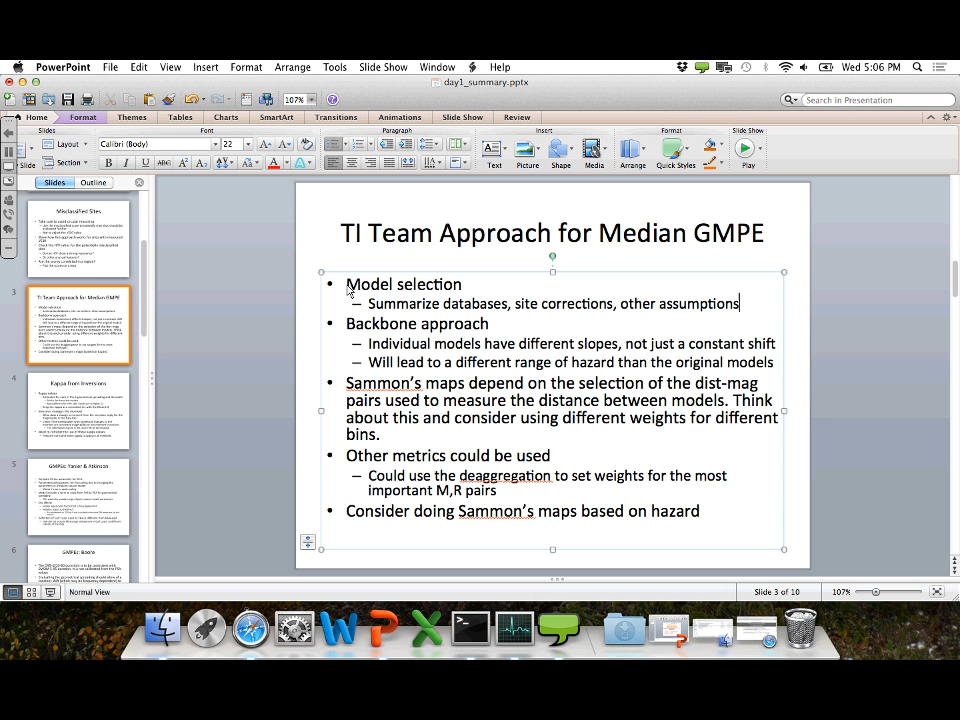 PowerPoint File Edit View Insert Format Arrange Tools Slide Show Window Help Wed 5:06 PM
day1_summary.pptx
107% Search in Presentation
Home Format Themes Tables Charts SmartArt Transitions Animations Slide Show Review
Slides Font Paragraph Insert Format Slide Show
Layout Calibri (Body) 22
Slide Section B I U ABC Text Picture Shape Media Arrange Quick Styles Play
Slides Outline
Misclassified Sites
3
TI Team Approach for Median GMPE
4
Kappa from Inversions
5
GMPEs: Yanier & Atkinson
6
GMPEs: Boore
TI Team Approach for Median GMPE
• Model selection
– Summarize databases, site corrections, other assumptions
• Backbone approach
– Individual models have different slopes, not just a constant shift
– Will lead to a different range of hazard than the original models
• Sammon's maps depend on the selection of the dist-mag
pairs used to measure the distance between models. Think
about this and consider using different weights for different
bins.
• Other metrics could be used
– Could use the deaggregation to set weights for the most
important M,R pairs
• Consider doing Sammon's maps based on hazard
Normal View Slide 3 of 10 107%